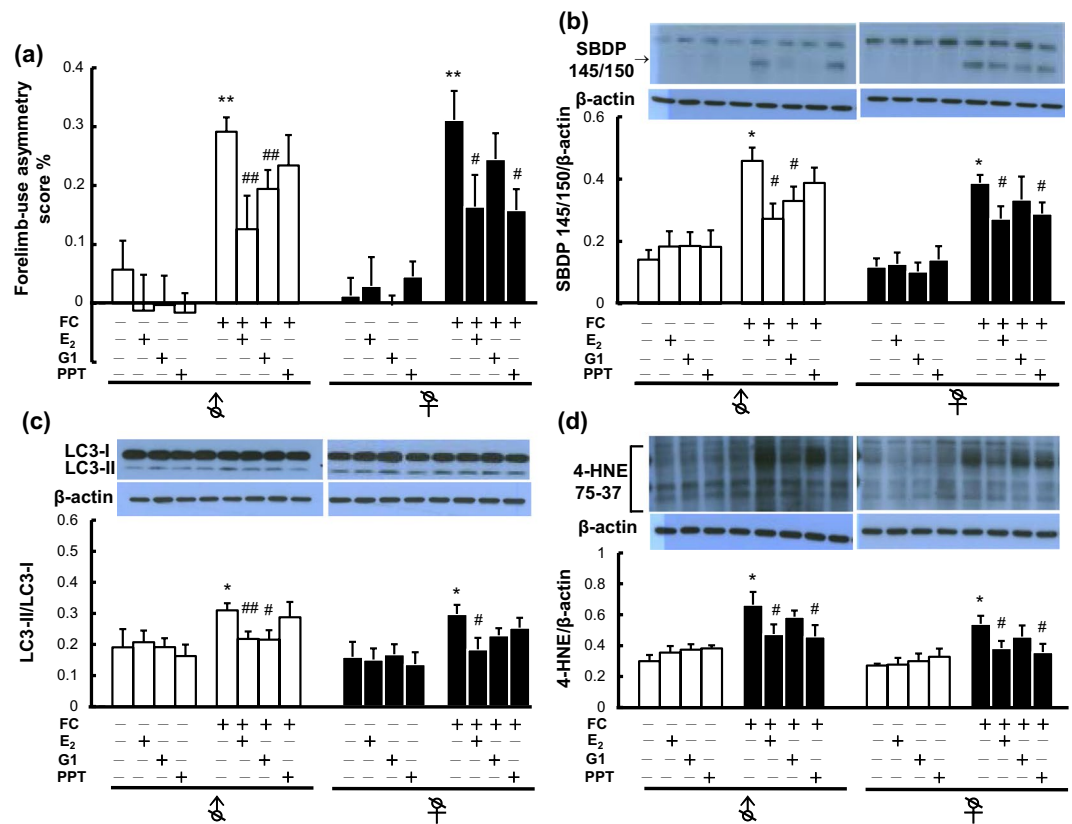 (a)
Forelimb-use asymmetry
score %
0.4
0.3
0.2
0.1
0
** ## ## ** # #
FC – – – – + + + + – – – – + + + +
E₂ – + – – – + – – – + – – – + – –
G1 – – + – – – + – – – + – – – + –
PPT – – – + – – – + – – – + – – – +
(b)
SBDP
145/150 →
β-actin
SBDP 145/150/β-actin
0.6
0.4
0.2
0
* # # * # #
FC – – – – + + + + – – – – + + + +
E₂ – + – – – + – – – + – – – + – –
G1 – – + – – – + – – – + – – – + –
PPT – – – + – – – + – – – + – – – +
(c)
LC3-I
LC3-II
β-actin
LC3-II/LC3-I
0.6
0.5
0.4
0.3
0.2
0.1
0
* ## # * #
FC – – – – + + + + – – – – + + + +
E₂ – + – – – + – – – + – – – + – –
G1 – – + – – – + – – – + – – – + –
PPT – – – + – – – + – – – + – – – +
(d)
4-HNE
75-37
β-actin
4-HNE/β-actin
1
0.8
0.6
0.4
0.2
0
* # # * # #
FC – – – – + + + + – – – – + + + +
E₂ – + – – – + – – – + – – – + – –
G1 – – + – – – + – – – + – – – + –
PPT – – – + – – – + – – – + – – – +